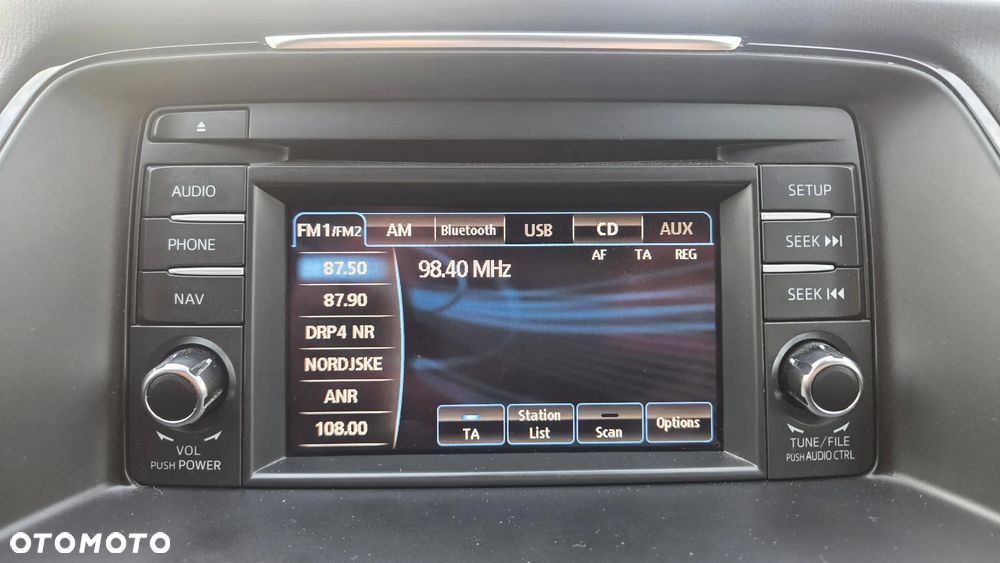 AUDIO
PHONE
NAV
VOL
PUSH POWER
FM1/FM2 AM Bluetooth USB CD AUX
AF TA REG
98.40 MHz
87.50
87.90
DRP4 NR
NORDJSKE
ANR
108.00
TA
Station List
Scan
Options
SETUP
SEEK
SEEK
TUNE/FILE
PUSH AUDIO CTRL
OTOMOTO